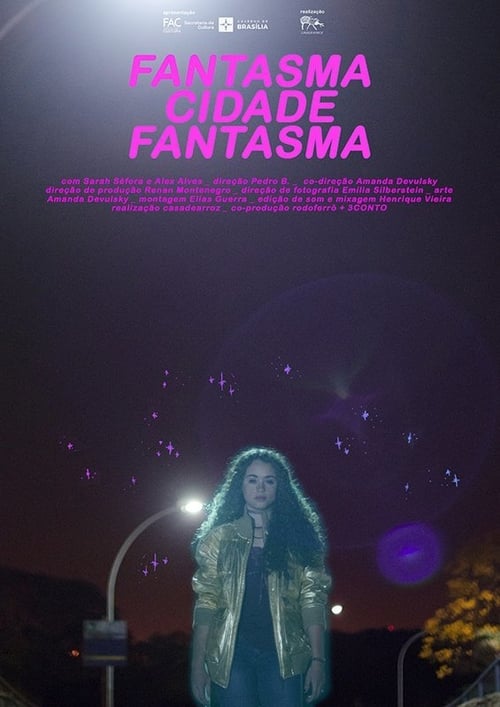 apresentação
realização
FAC
Secretaria de
Cultura
GOVERNO DE
BRASÍLIA
FANTASMA
CIDADE
FANTASMA
com Sarah Séfora e Alex Alves _ direção Pedro B. _ co-direção Amanda Devulsky
direção de produção Renan Montenegro _ direção de fotografia Emília Silberstein _ arte
Amanda Devulsky _ montagem Elias Guerra _ edição de som e mixagem Henrique Vieira
realização casadearroz _ co-produção rodoferrô + 3CONTO